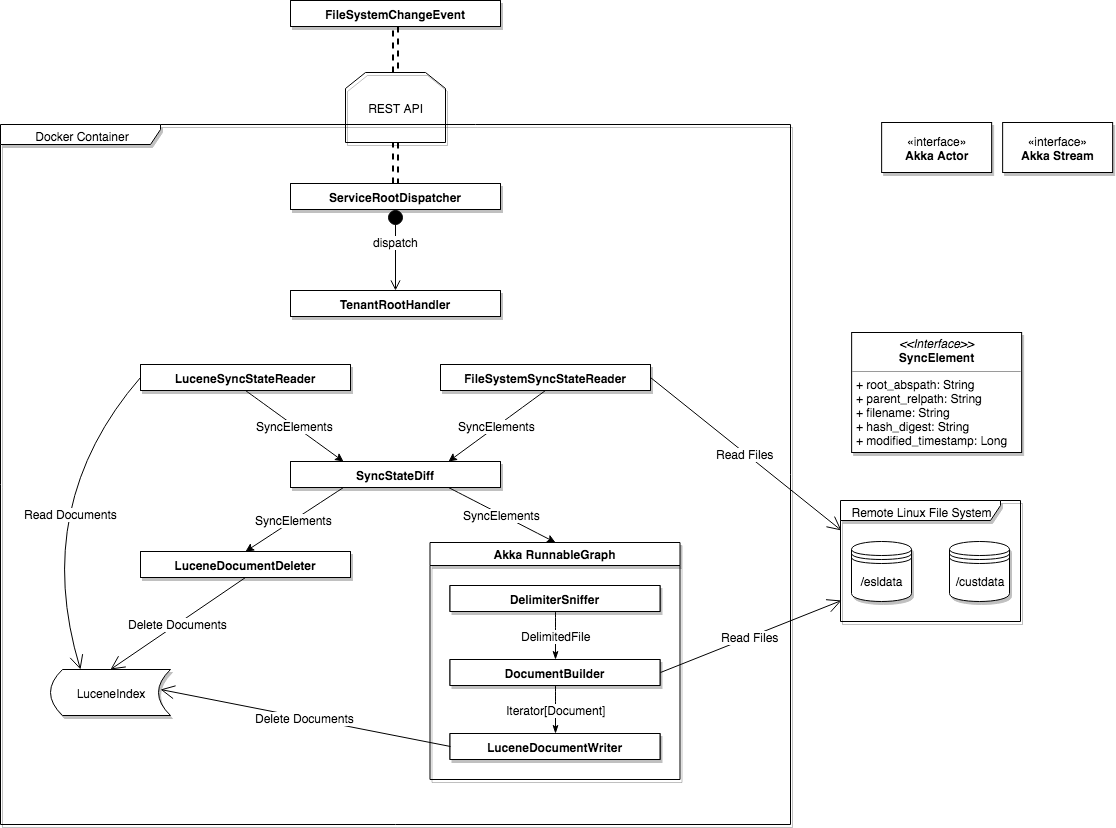 FileSystemChangeEvent
REST API
Docker Container
«interface»
Akka Actor
«interface»
Akka Stream
ServiceRootDispatcher
dispatch
TenantRootHandler
<<Interface>>
SyncElement
+ root_abspath: String
+ parent_relpath: String
+ filename: String
+ hash_digest: String
+ modified_timestamp: Long
LuceneSyncStateReader
FileSystemSyncStateReader
SyncElements
SyncElements
Read Files
SyncStateDiff
Read Documents
SyncElements
SyncElements
Remote Linux File System
/esldata
/custdata
Akka RunnableGraph
LuceneDocumentDeleter
DelimiterSniffer
Delete Documents
DelimitedFile
Read Files
DocumentBuilder
LuceneIndex
Iterator[Document]
Delete Documents
LuceneDocumentWriter